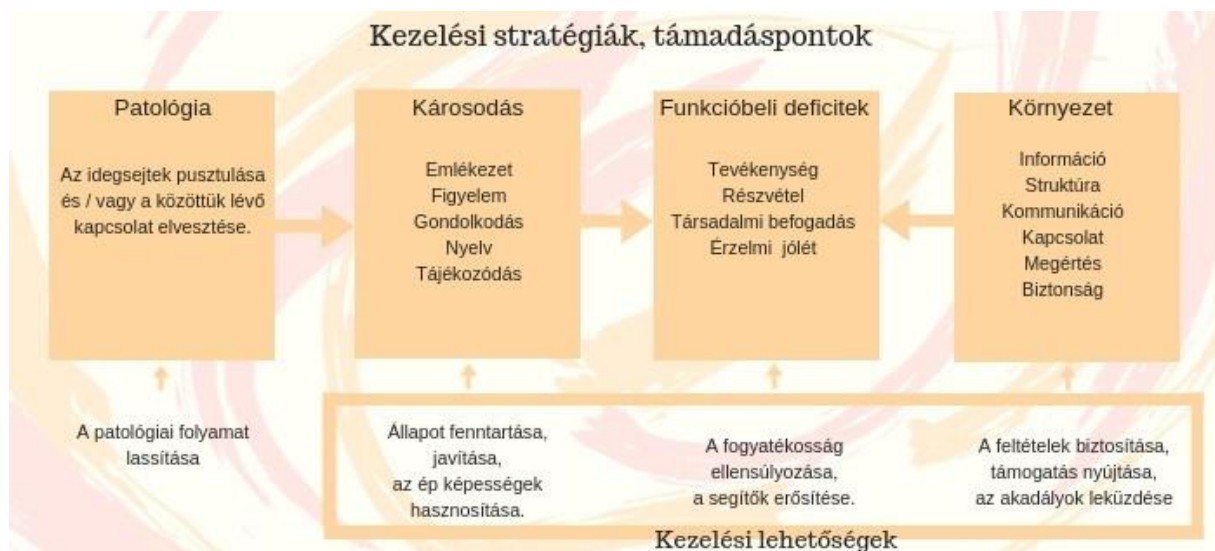 Kezelési stratégiák, támadáspontok
Patológia
Az idegsejtek pusztulása
és / vagy a közöttük lévő
kapcsolat elvesztése.
Károsodás
Emlékezet
Figyelem
Gondolkodás
Nyelv
Tájékozódás
Funkcióbeli deficitek
Tevékenység
Részvétel
Társadalmi befogadás
Érzelmi jólét
Környezet
Információ
Struktúra
Kommunikáció
Kapcsolat
Megértés
Biztonság
A patológiai folyamat
lassítása
Állapot fenntartása,
javítása,
az ép képességek
hasznosítása.
A fogyatékosság
ellensúlyozása,
a segítők erősítése.
A feltételek biztosítása,
támogatás nyújtása,
az akadályok leküzdése
Kezelési lehetőségek